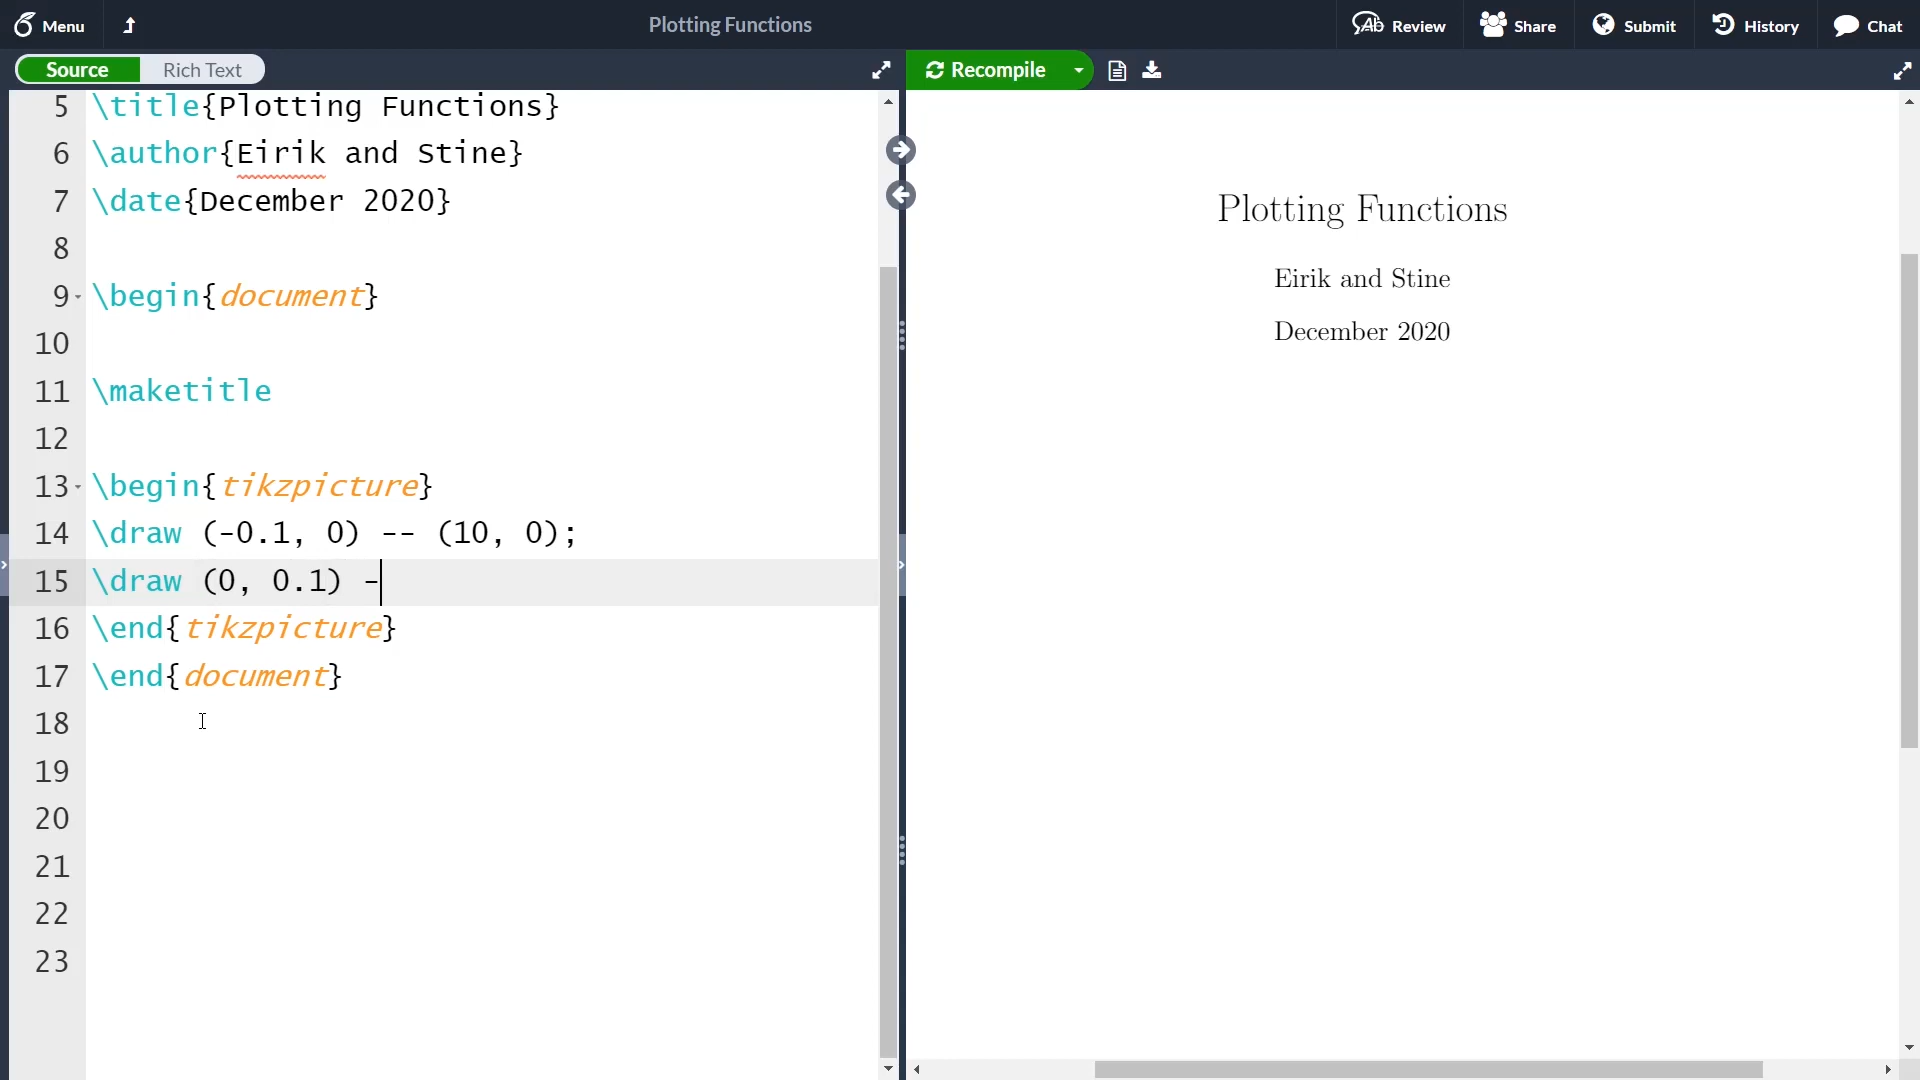 Menu
Plotting Functions
Review
Share
Submit
History
Chat
Source
Rich Text
Recompile
5 \title{Plotting Functions}
6 \author{Eirik and Stine}
7 \date{December 2020}
8
9 \begin{document}
10
11 \maketitle
12
13 \begin{tikzpicture}
14 \draw (-0.1, 0) -- (10, 0);
15 \draw (0, 0.1) -
16 \end{tikzpicture}
17 \end{document}
18
19
20
21
22
23
Plotting Functions
Eirik and Stine
December 2020